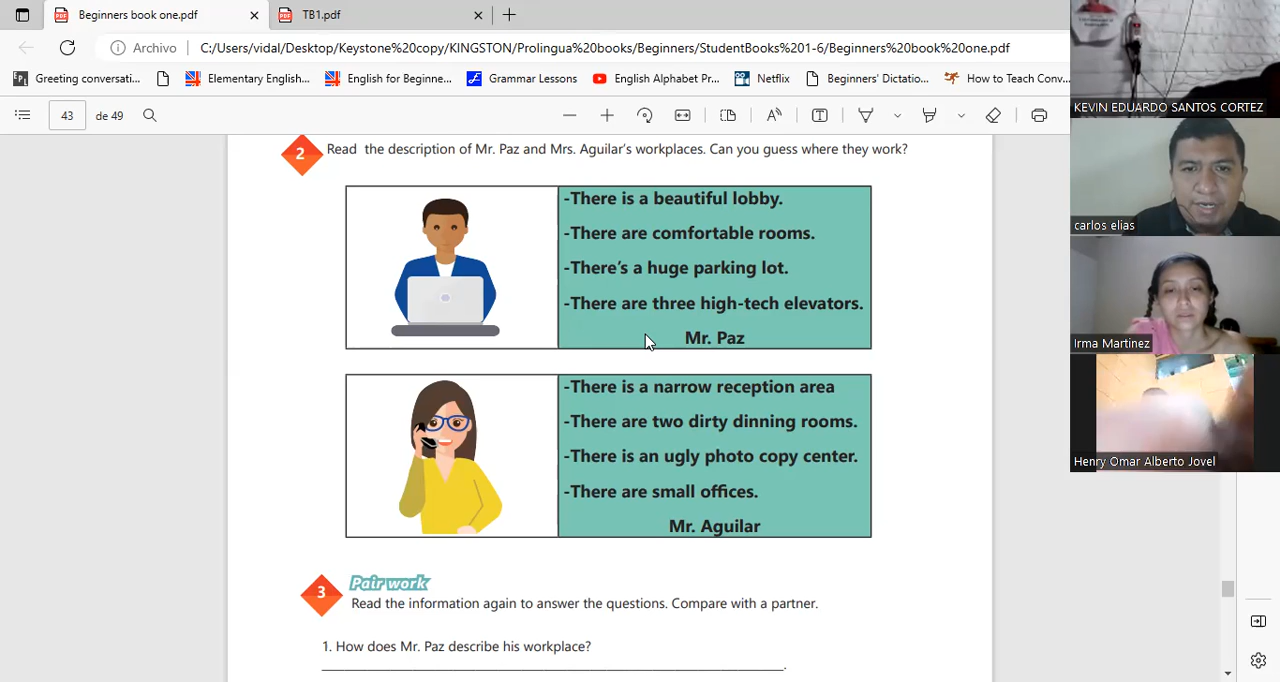 Beginners book one.pdf
TB1.pdf
Archivo
C:/Users/vidal/Desktop/Keystone%20copy/KINGSTON/Prolingua%20books/Beginners/StudentBooks%201-6/Beginners%20book%20one.pdf
Greeting conversati...
Elementary English...
English for Beginne...
Grammar Lessons
English Alphabet Pr...
Netflix
Beginners' Dictatio...
How to Teach Conv...
43
de 49
KEVIN EDUARDO SANTOS CORTEZ
carlos elias
Irma Martinez
Henry Omar Alberto Jovel
2
Read the description of Mr. Paz and Mrs. Aguilar's workplaces. Can you guess where they work?
-There is a beautiful lobby.
-There are comfortable rooms.
-There's a huge parking lot.
-There are three high-tech elevators.
Mr. Paz
-There is a narrow reception area
-There are two dirty dinning rooms.
-There is an ugly photo copy center.
-There are small offices.
Mr. Aguilar
3
Pair work
Read the information again to answer the questions. Compare with a partner.
1. How does Mr. Paz describe his workplace?